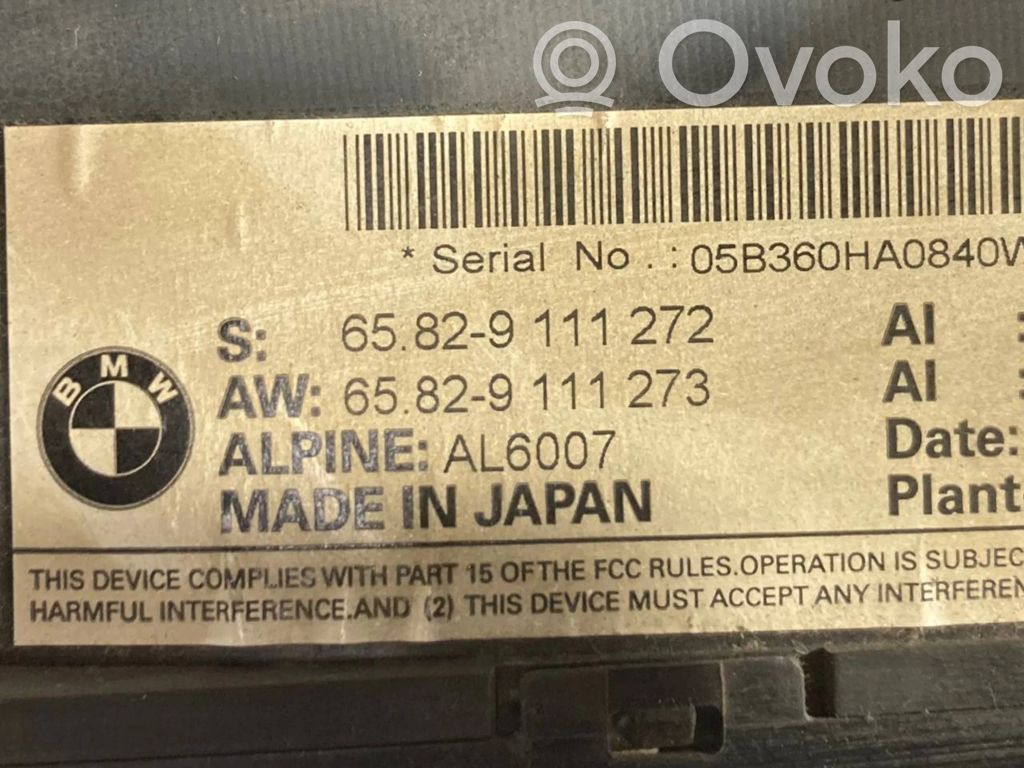 Ovoko
* Serial No . : 05B360HA0840W
S: 65.82-9 111 272 AI :
AW: 65.82-9 111 273 AI :
ALPINE: AL6007 Date:
MADE IN JAPAN Plant
BMW
THIS DEVICE COMPLIES WITH PART 15 OF THE FCC RULES.OPERATION IS SUBJEC
HARMFUL INTERFERENCE.AND (2) THIS DEVICE MUST ACCEPT ANY INTERFEREN